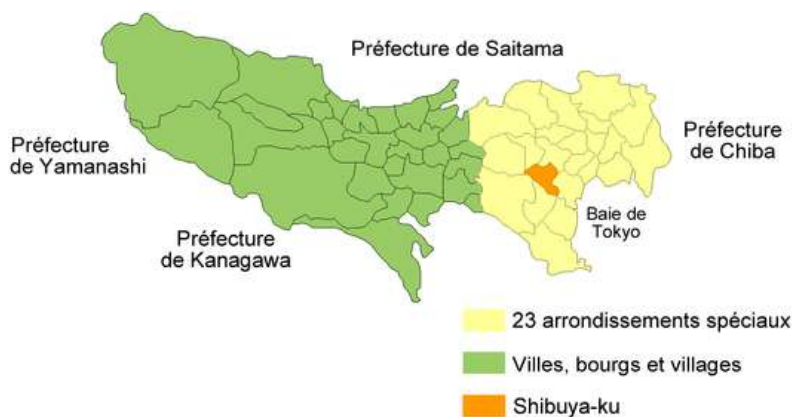 Préfecture de Saitama
Préfecture
de Yamanashi
Préfecture
de Chiba
Préfecture
de Kanagawa
Baie de
Tokyo
23 arrondissements spéciaux
Villes, bourgs et villages
Shibuya-ku